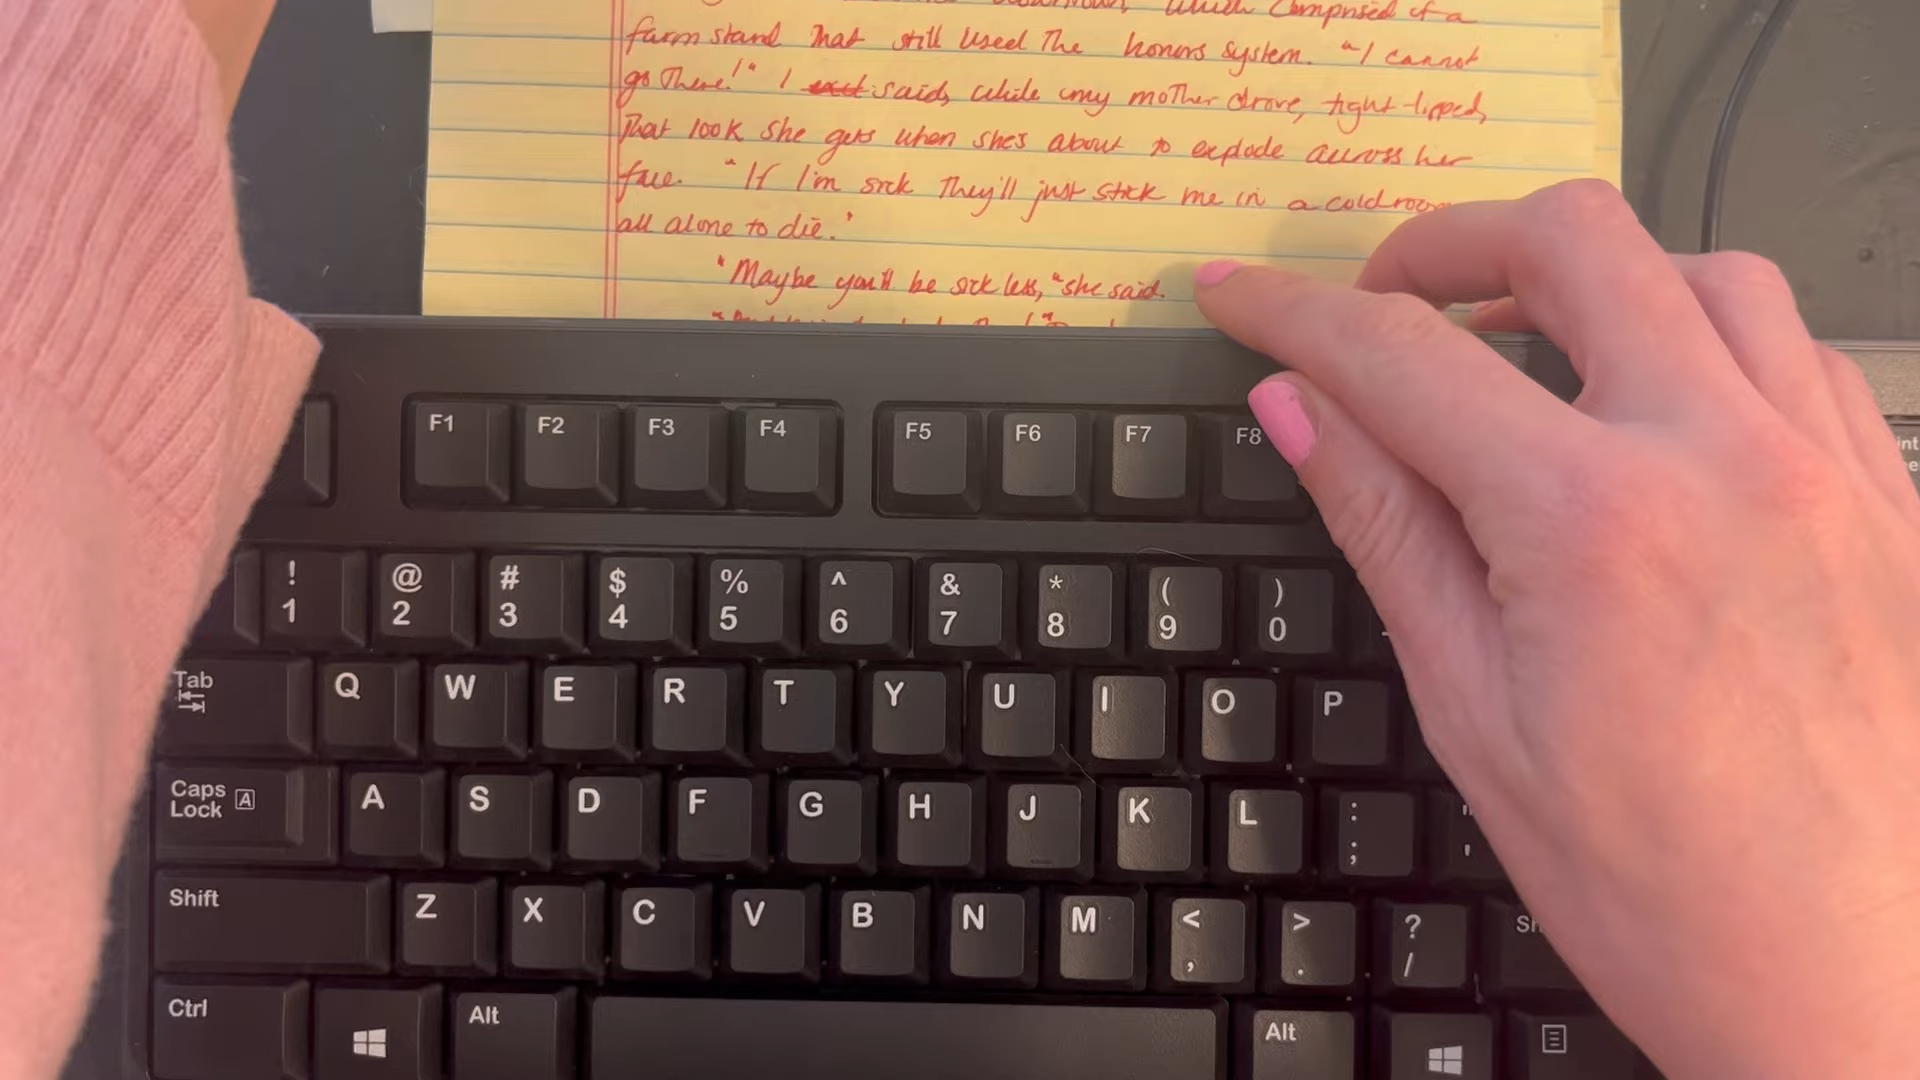 which comprised of a
farm stand that still used the honors system. "I cannot
go there!" I said, while my mother drove, tight-lipped,
that look she gets when she's about to explode across her
face. "If I'm sick they'll just stick me in a cold room
all alone to die."
"Maybe you'll be sick less," she said.
F1 F2 F3 F4 F5 F6 F7 F8
! @ # $ % ^ & * ( )
1 2 3 4 5 6 7 8 9 0
Tab Q W E R T Y U I O P
Caps Lock A A S D F G H J K L : ; " '
Shift Z X C V B N M < , > . ? /
Ctrl Alt Alt